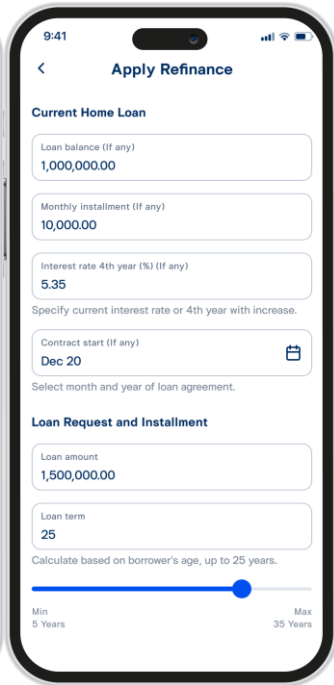 9:41
Apply Refinance
Current Home Loan
Loan balance (If any)
1,000,000.00
Monthly installment (If any)
10,000.00
Interest rate 4th year (%) (If any)
5.35
Specify current interest rate or 4th year with increase.
Contract start (If any)
Dec 20
Select month and year of loan agreement.
Loan Request and Installment
Loan amount
1,500,000.00
Loan term
25
Calculate based on borrower's age, up to 25 years.
Min Max
5 Years 35 Years